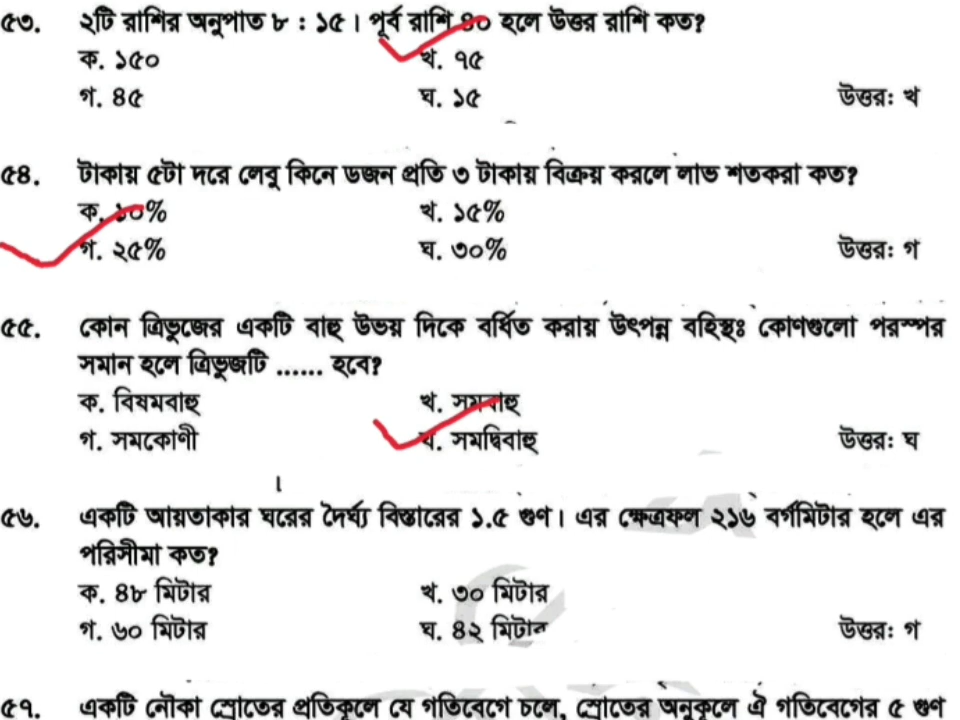 ৫৩. ২টি রাশির অনুপাত ৮ : ১৫। পূর্ব রাশি ৪০ হলে উত্তর রাশি কত?
ক. ১৫০ খ. ৭৫
গ. ৪৫ ঘ. ১৫ উত্তরঃ খ
৫৪. টাকায় ৫টা দরে লেবু কিনে ডজন প্রতি ৩ টাকায় বিক্রয় করলে লাভ শতকরা কত?
ক. ১০% খ. ১৫%
গ. ২৫% ঘ. ৩০% উত্তরঃ গ
৫৫. কোন ত্রিভুজের একটি বাহু উভয় দিকে বর্ধিত করায় উৎপন্ন বহিস্থঃ কোণগুলো পরস্পর
সমান হলে ত্রিভুজটি ...... হবে?
ক. বিষমবাহু খ. সমবাহু
গ. সমকোণী ঘ. সমদ্বিবাহু উত্তরঃ ঘ
৫৬. একটি আয়তাকার ঘরের দৈর্ঘ্য বিস্তারের ১.৫ গুণ। এর ক্ষেত্রফল ২১৬ বর্গমিটার হলে এর
পরিসীমা কত?
ক. ৪৮ মিটার খ. ৩০ মিটার
গ. ৬০ মিটার ঘ. ৪২ মিটার উত্তরঃ গ
৫৭. একটি নৌকা স্রোতের প্রতিকূলে যে গতিবেগে চলে, স্রোতের অনুকূলে ঐ গতিবেগের ৫ গুণ